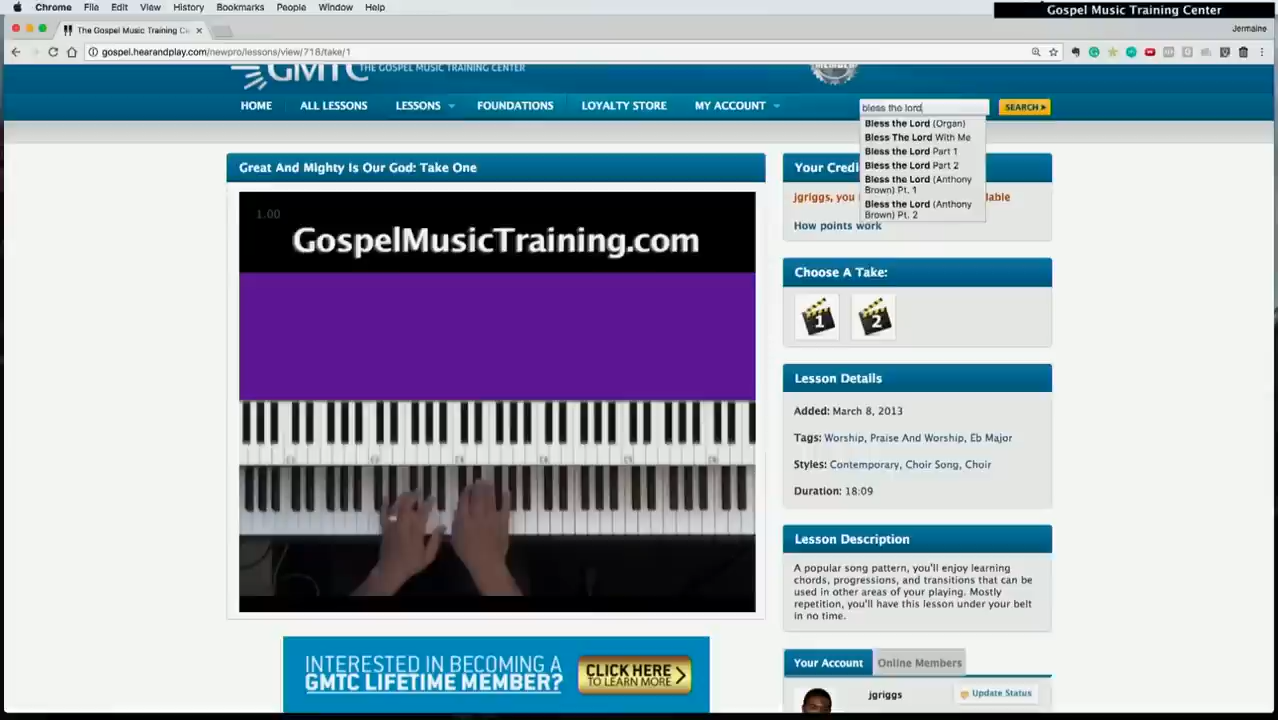 Chrome File Edit View History Bookmarks People Window Help
Gospel Music Training Center
The Gospel Music Training Ce
Jermaine
gospel.hearandplay.com/newpro/lessons/view/718/take/1
GMTC THE GOSPEL MUSIC TRAINING CENTER
MEMBER
HOME ALL LESSONS LESSONS FOUNDATIONS LOYALTY STORE MY ACCOUNT
bless the lord
SEARCH
Bless the Lord (Organ)
Bless The Lord With Me
Bless the Lord Part 1
Bless the Lord Part 2
Bless the Lord (Anthony
Brown) Pt. 1
Bless the Lord (Anthony
Brown) Pt. 2
Great And Mighty Is Our God: Take One
1.00
GospelMusicTraining.com
Your Credi
jgriggs, you lable
How points work
Choose A Take:
1 2
Lesson Details
Added: March 8, 2013
Tags: Worship, Praise And Worship, Eb Major
Styles: Contemporary, Choir Song, Choir
Duration: 18:09
Lesson Description
A popular song pattern, you'll enjoy learning
chords, progressions, and transitions that can be
used in other areas of your playing. Mostly
repetition, you'll have this lesson under your belt
in no time.
INTERESTED IN BECOMING A
GMTC LIFETIME MEMBER?
CLICK HERE
TO LEARN MORE
Your Account Online Members
jgriggs
Update Status